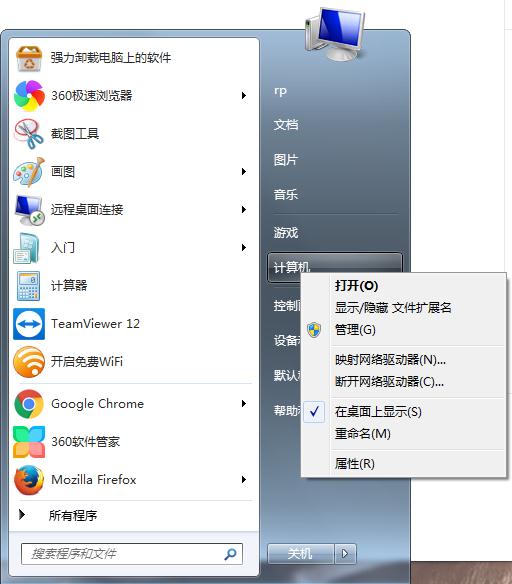 强力卸载电脑上的软件
360极速浏览器
截图工具
画图
远程桌面连接
入门
计算器
TeamViewer 12
开启免费WiFi
Google Chrome
360软件管家
Mozilla Firefox
所有程序
搜索程序和文件
rp
文档
图片
音乐
游戏
计算机
控制
设备
默认
帮助
关机
打开(O)
显示/隐藏 文件扩展名
管理(G)
映射网络驱动器(N)...
断开网络驱动器(C)...
在桌面上显示(S)
重命名(M)
属性(R)